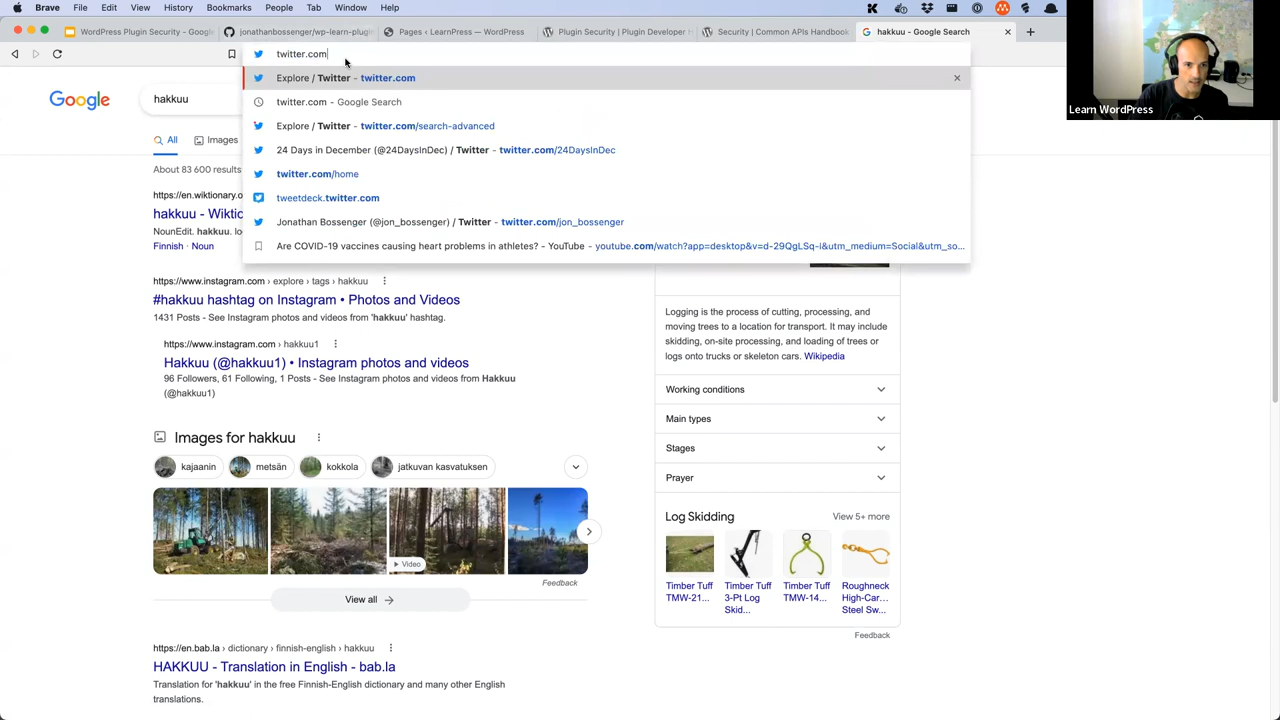 Brave File Edit View History Bookmarks People Tab Window Help
WordPress Plugin Security - Googl
jonathanbossenger/wp-learn-plugin
Pages ‹ LearnPress — WordPress
Plugin Security | Plugin Developer H
Security | Common APIs Handbook
hakkuu - Google Search
twitter.com
Explore / Twitter - twitter.com
twitter.com - Google Search
Explore / Twitter - twitter.com/search-advanced
24 Days in December (@24DaysInDec) / Twitter - twitter.com/24DaysInDec
twitter.com/home
tweetdeck.twitter.com
Jonathan Bossenger (@jon_bossenger) / Twitter - twitter.com/jon_bossenger
Are COVID-19 vaccines causing heart problems in athletes? - YouTube - youtube.com/watch?app=desktop&v=d-29QgLSq-I&utm_medium=Social&utm_so...
Learn WordPress
Google
hakkuu
All Images
About 83 600 results
https://en.wiktionary.o
hakkuu - Wiktio
NounEdit. hakkuu. lo
Finnish · Noun
https://www.instagram.com › explore › tags › hakkuu
#hakkuu hashtag on Instagram • Photos and Videos
1431 Posts - See Instagram photos and videos from 'hakkuu' hashtag.
https://www.instagram.com › hakkuu1
Hakkuu (@hakkuu1) • Instagram photos and videos
96 Followers, 61 Following, 1 Posts - See Instagram photos and videos from Hakkuu
(@hakkuu1)
Images for hakkuu
kajaanin metsän kokkola jatkuvan kasvatuksen
Video
Feedback
View all
https://en.bab.la › dictionary › finnish-english › hakkuu
HAKKUU - Translation in English - bab.la
Translation for 'hakkuu' in the free Finnish-English dictionary and many other English
translations.
Logging is the process of cutting, processing, and
moving trees to a location for transport. It may include
skidding, on-site processing, and loading of trees or
logs onto trucks or skeleton cars. Wikipedia
Working conditions
Main types
Stages
Prayer
Log Skidding
View 5+ more
Timber Tuff
TMW-21...
Timber Tuff
3-Pt Log
Skid...
Timber Tuff
TMW-14...
Roughneck
High-Car...
Steel Sw...
Feedback